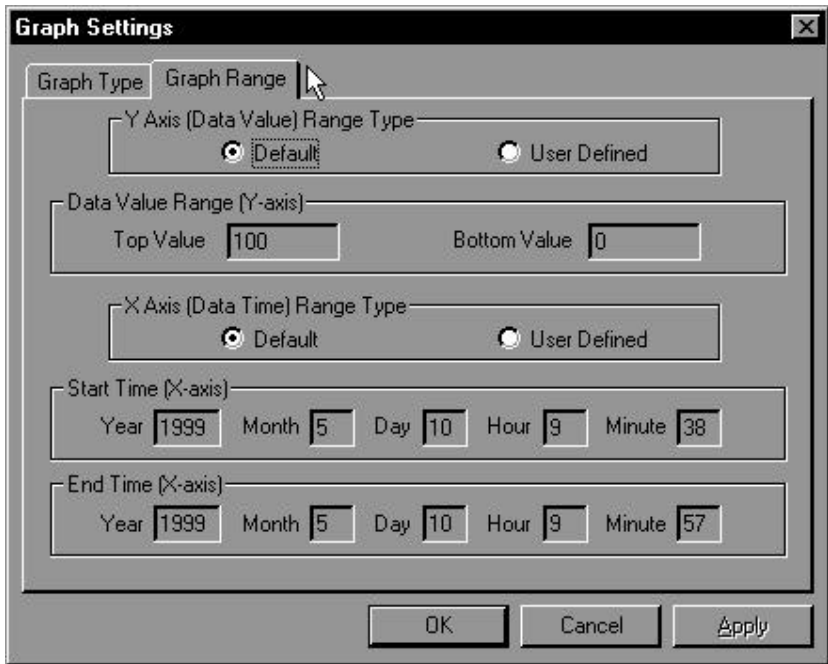 Graph Settings
Graph Type Graph Range
Y Axis (Data Value) Range Type
Default User Defined
Data Value Range (Y-axis)
Top Value 100 Bottom Value 0
X Axis (Data Time) Range Type
Default User Defined
Start Time (X-axis)
Year 1999 Month 5 Day 10 Hour 9 Minute 38
End Time (X-axis)
Year 1999 Month 5 Day 10 Hour 9 Minute 57
OK Cancel Apply